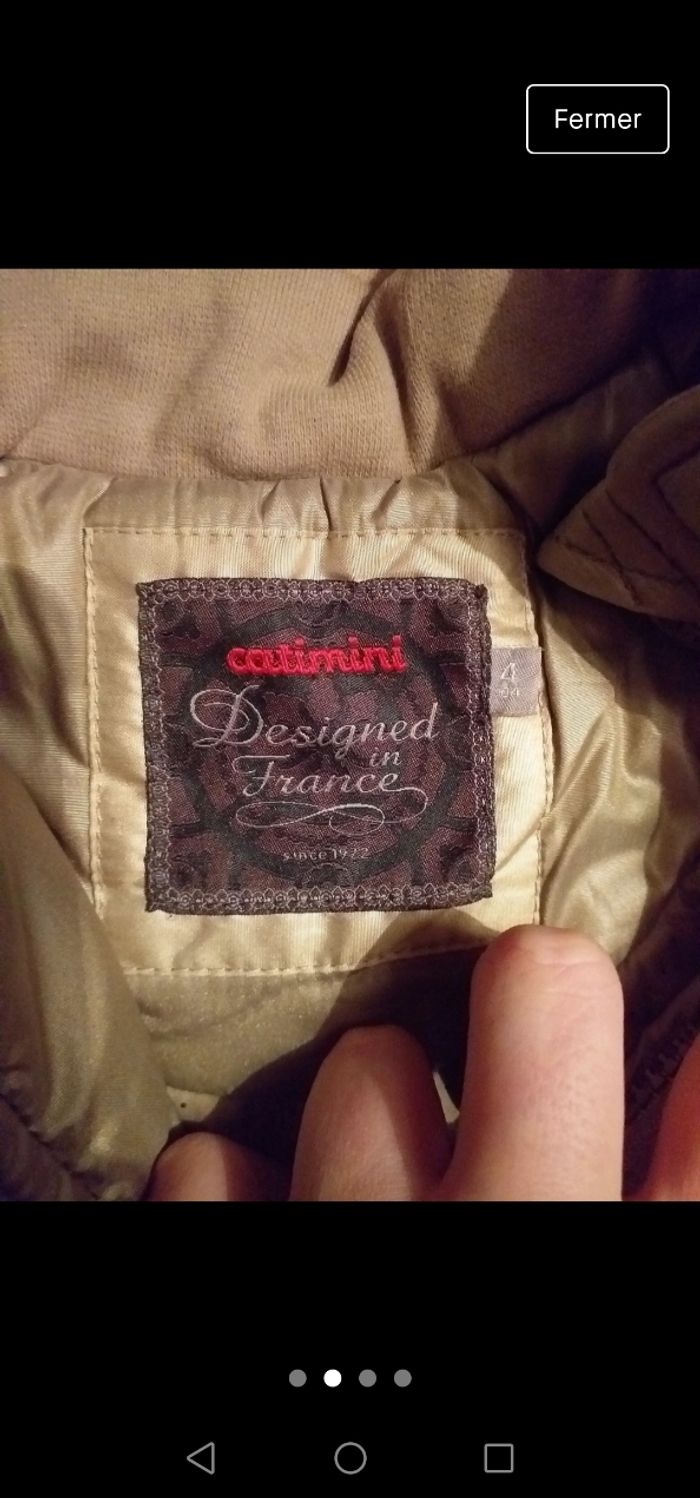 Fermer
catimini
4
Designed
in
France
since 1972